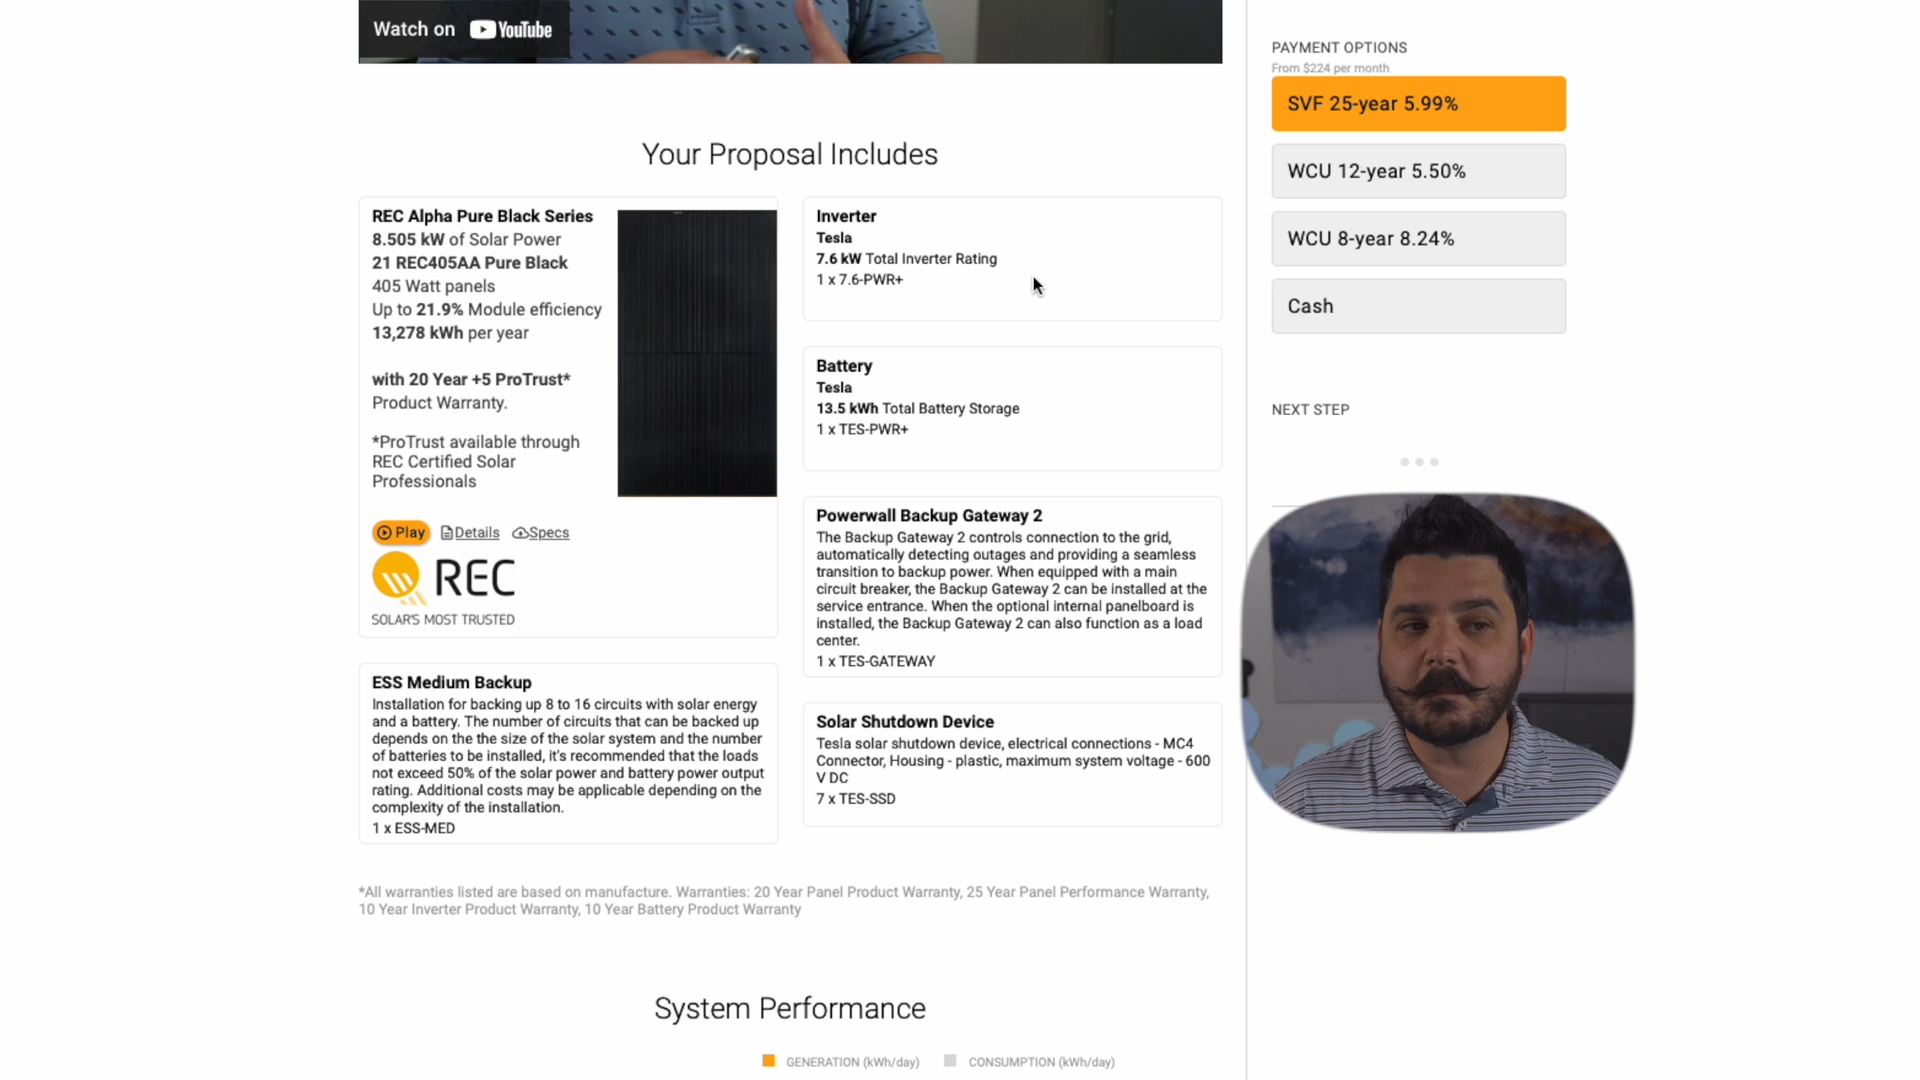 Watch on YouTube
Your Proposal Includes
REC Alpha Pure Black Series
8.505 kW of Solar Power
21 REC405AA Pure Black
405 Watt panels
Up to 21.9% Module efficiency
13,278 kWh per year
with 20 Year +5 ProTrust*
Product Warranty.
*ProTrust available through
REC Certified Solar
Professionals
Play Details Specs
REC
SOLAR'S MOST TRUSTED
ESS Medium Backup
Installation for backing up 8 to 16 circuits with solar energy
and a battery. The number of circuits that can be backed up
depends on the the size of the solar system and the number
of batteries to be installed, it's recommended that the loads
not exceed 50% of the solar power and battery power output
rating. Additional costs may be applicable depending on the
complexity of the installation.
1 x ESS-MED
Inverter
Tesla
7.6 kW Total Inverter Rating
1 x 7.6-PWR+
Battery
Tesla
13.5 kWh Total Battery Storage
1 x TES-PWR+
Powerwall Backup Gateway 2
The Backup Gateway 2 controls connection to the grid,
automatically detecting outages and providing a seamless
transition to backup power. When equipped with a main
circuit breaker, the Backup Gateway 2 can be installed at the
service entrance. When the optional internal panelboard is
installed, the Backup Gateway 2 can also function as a load
center.
1 x TES-GATEWAY
Solar Shutdown Device
Tesla solar shutdown device, electrical connections - MC4
Connector, Housing - plastic, maximum system voltage - 600
V DC
7 x TES-SSD
*All warranties listed are based on manufacture. Warranties: 20 Year Panel Product Warranty, 25 Year Panel Performance Warranty,
10 Year Inverter Product Warranty, 10 Year Battery Product Warranty
System Performance
GENERATION (kWh/day) CONSUMPTION (kWh/day)
PAYMENT OPTIONS
From $224 per month
SVF 25-year 5.99%
WCU 12-year 5.50%
WCU 8-year 8.24%
Cash
NEXT STEP